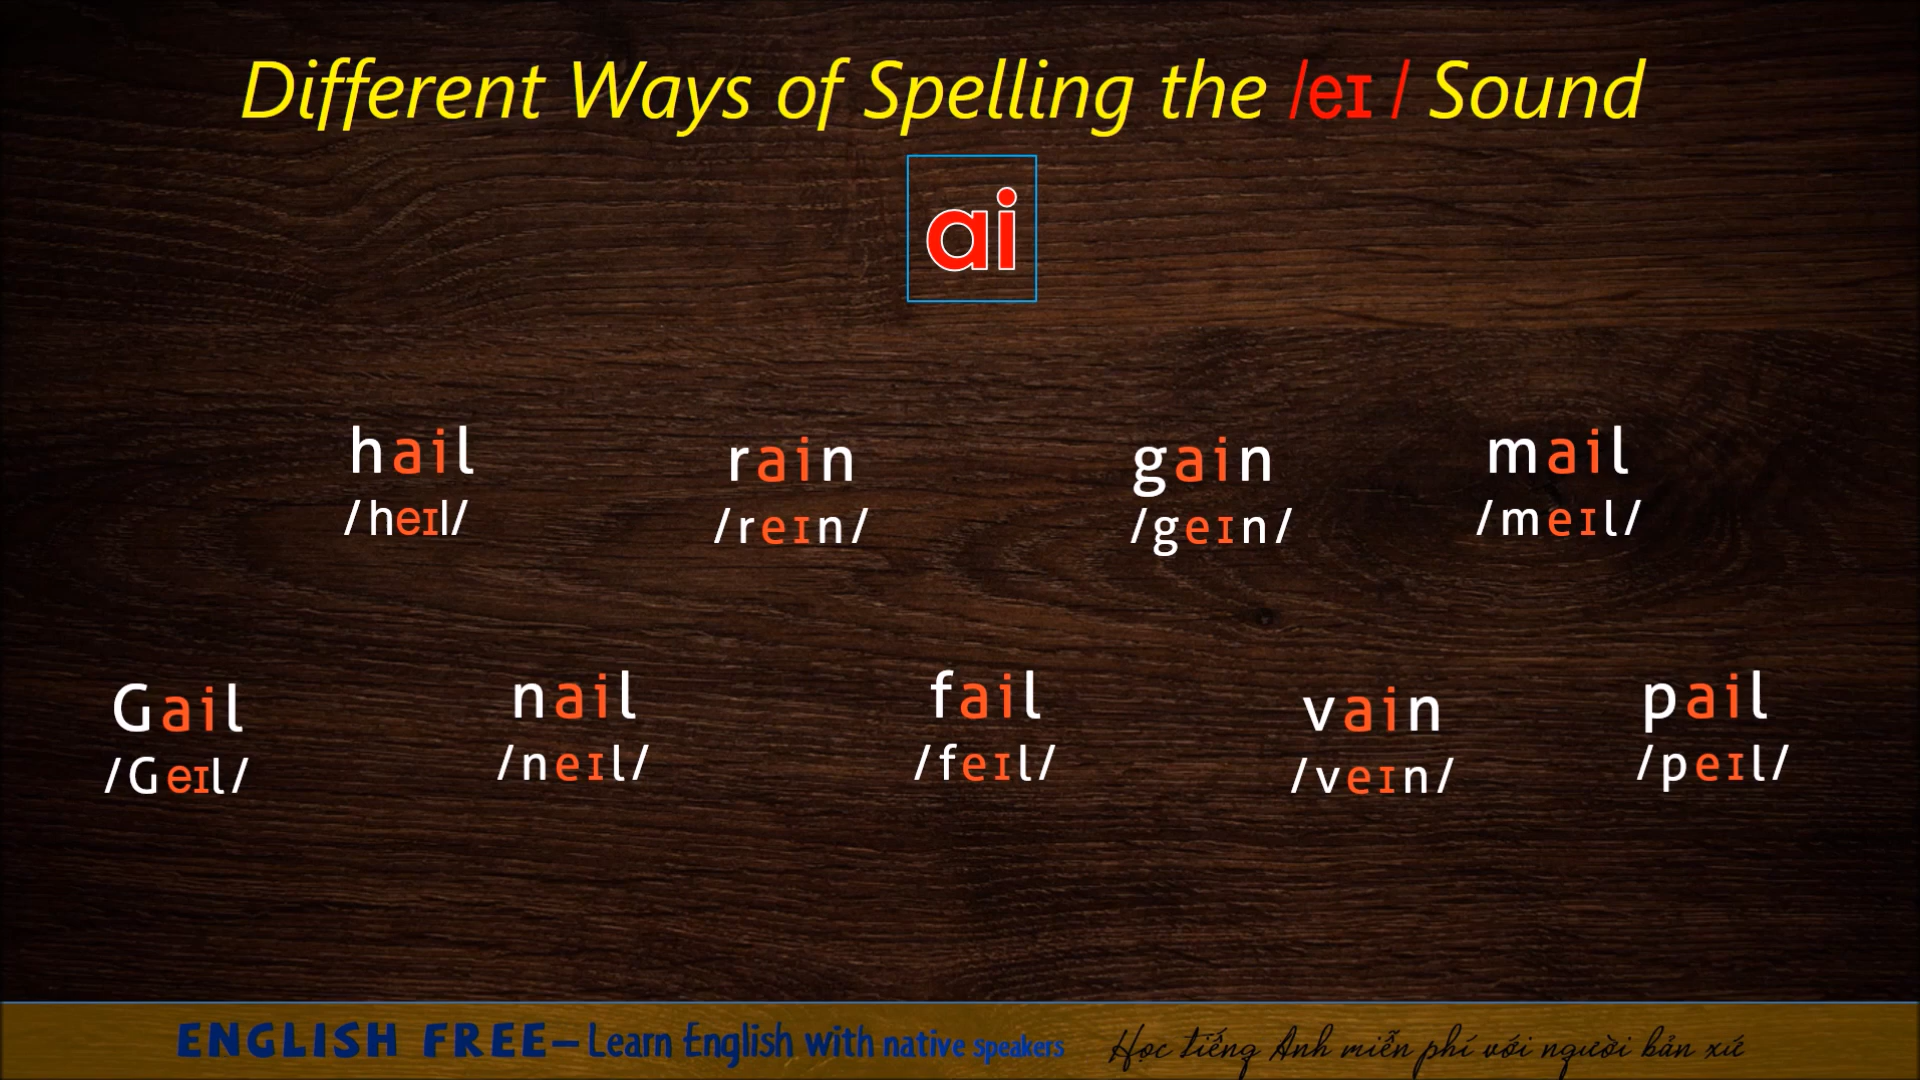 Different Ways of Spelling the /eɪ / Sound
ai
hail rain gain mail
/heɪl/ /reɪn/ /geɪn/ /meɪl/
Gail nail fail vain pail
/Geɪl/ /neɪl/ /feɪl/ /veɪn/ /peɪl/
ENGLISH FREE– Learn English with native speakers Học tiếng Anh miễn phí với người bản xứ